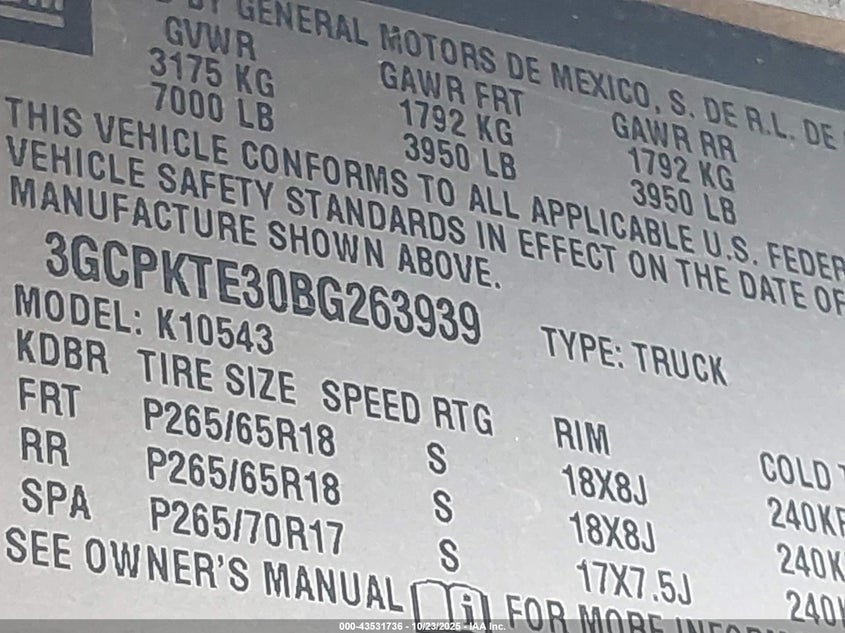 BY GENERAL MOTORS DE MEXICO, S. DE R.L. DE
GVWR GAWR FRT GAWR RR
3175 KG 1792 KG 1792 KG
7000 LB 3950 LB 3950 LB
THIS VEHICLE CONFORMS TO ALL APPLICABLE U.S. FEDER
VEHICLE SAFETY STANDARDS IN EFFECT ON THE DATE OF
MANUFACTURE SHOWN ABOVE.
3GCPKTE30BG263939
MODEL: K10543 TYPE: TRUCK
KDBR TIRE SIZE SPEED RTG RIM COLD
FRT P265/65R18 S 18X8J 240KP
RR P265/65R18 S 18X8J 240K
SPA P265/70R17 S 17X7.5J 240
SEE OWNER'S MANUAL FOR MORE INFORM
000-43531736 - 10/23/2025 - IAA Inc.